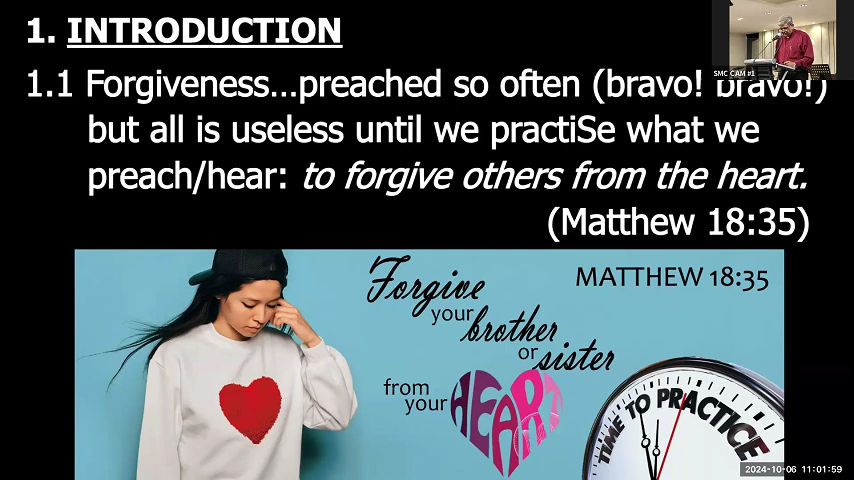 1. INTRODUCTION
SMC CAM #1
1.1 Forgiveness...preached so often (bravo! bravo!)
but all is useless until we practiSe what we
preach/hear: to forgive others from the heart.
(Matthew 18:35)
MATTHEW 18:35
Forgive
your
brother
or
sister
from
your
HEART
TIME TO PRACTICE
2024-10-06 11:01:59